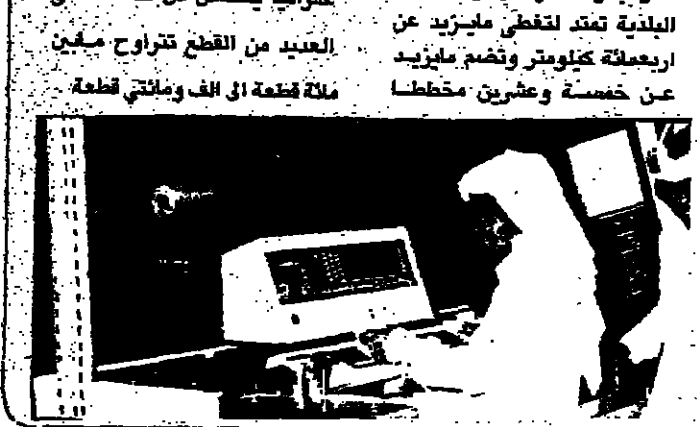 البلدية تمتد لتغطى مايزيد عن
اربعمائة كيلومتر وتضم مايزيد
عن خمسة وعشرين مخططا
العديد من القطع تتراوح مابين
مائة قطعة الى الف ومائتي قطعة